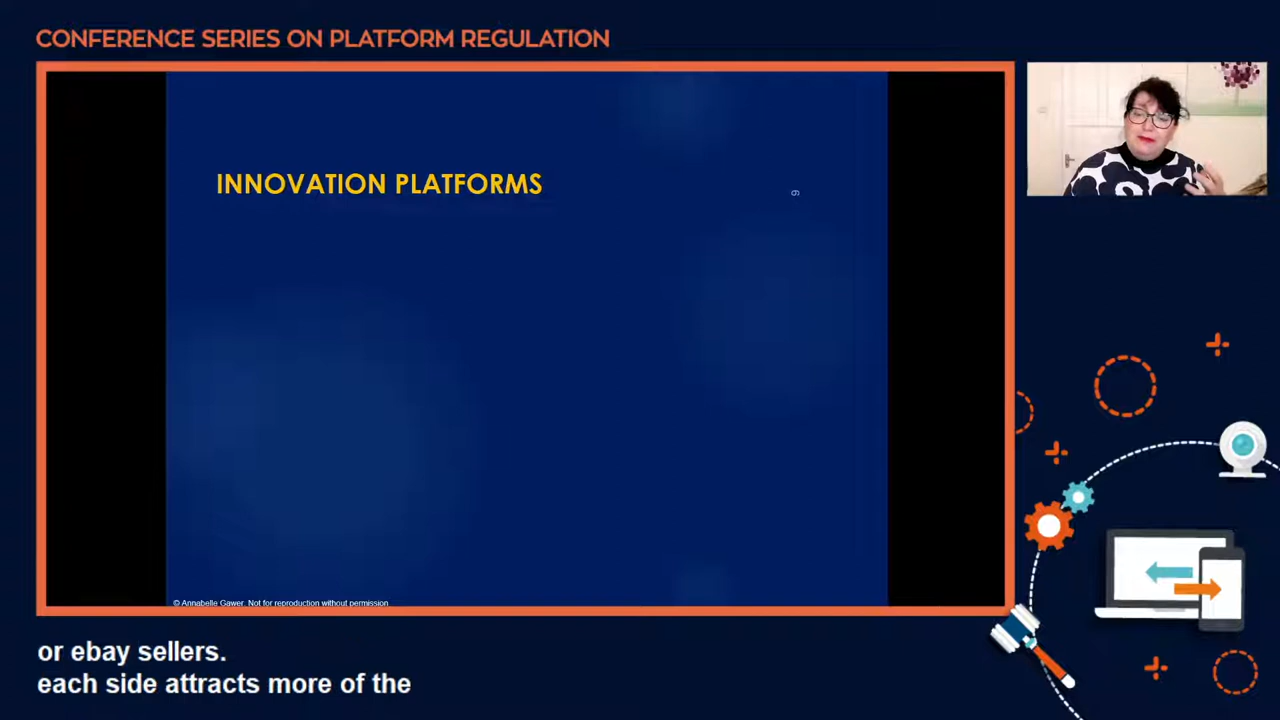 CONFERENCE SERIES ON PLATFORM REGULATION
INNOVATION PLATFORMS
9
© Annabelle Gawer. Not for reproduction without permission
or ebay sellers.
each side attracts more of the